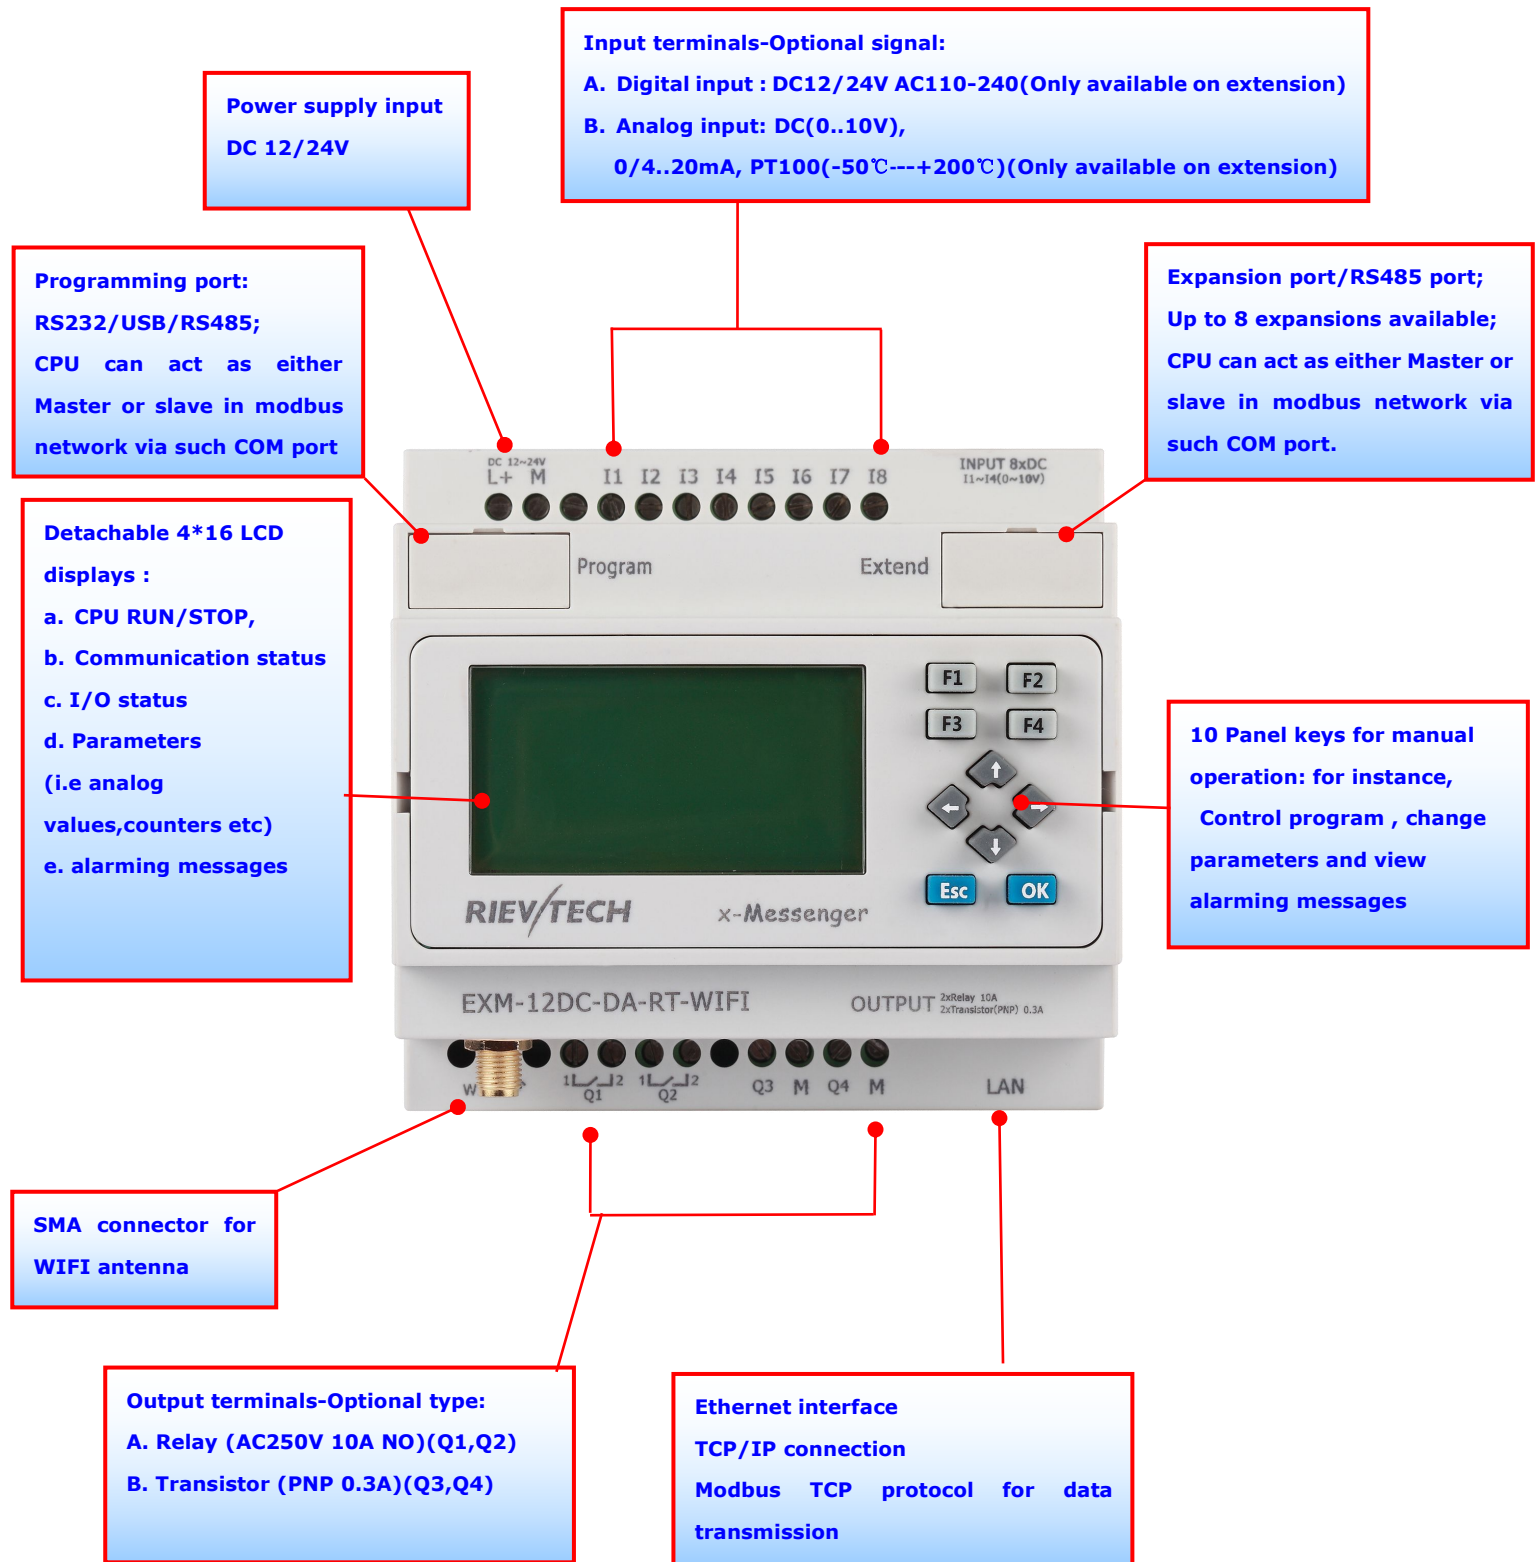 Input terminals-Optional signal:
A. Digital input : DC12/24V AC110-240(Only available on extension)
B. Analog input: DC(0..10V),
0/4..20mA, PT100(-50℃---+200℃)(Only available on extension)
Power supply input
DC 12/24V
Programming port:
RS232/USB/RS485;
CPU can act as either
Master or slave in modbus
network via such COM port
Expansion port/RS485 port;
Up to 8 expansions available;
CPU can act as either Master or
slave in modbus network via
such COM port.
DC 12~24V
L+ M I1 I2 I3 I4 I5 I6 I7 I8
INPUT 8xDC
I1~I4(0~10V)
Program
Extend
Detachable 4*16 LCD
displays :
a. CPU RUN/STOP,
b. Communication status
c. I/O status
d. Parameters
(i.e analog
values,counters etc)
e. alarming messages
F1 F2
F3 F4
Esc OK
10 Panel keys for manual
operation: for instance,
Control program , change
parameters and view
alarming messages
RIEV/TECH
x-Messenger
EXM-12DC-DA-RT-WIFI
OUTPUT
2xRelay 10A
2xTransistor(PNP) 0.3A
1 2 1 2
Q1 Q2 Q3 M Q4 M
LAN
SMA connector for
WIFI antenna
Output terminals-Optional type:
A. Relay (AC250V 10A NO)(Q1,Q2)
B. Transistor (PNP 0.3A)(Q3,Q4)
Ethernet interface
TCP/IP connection
Modbus TCP protocol for data
transmission